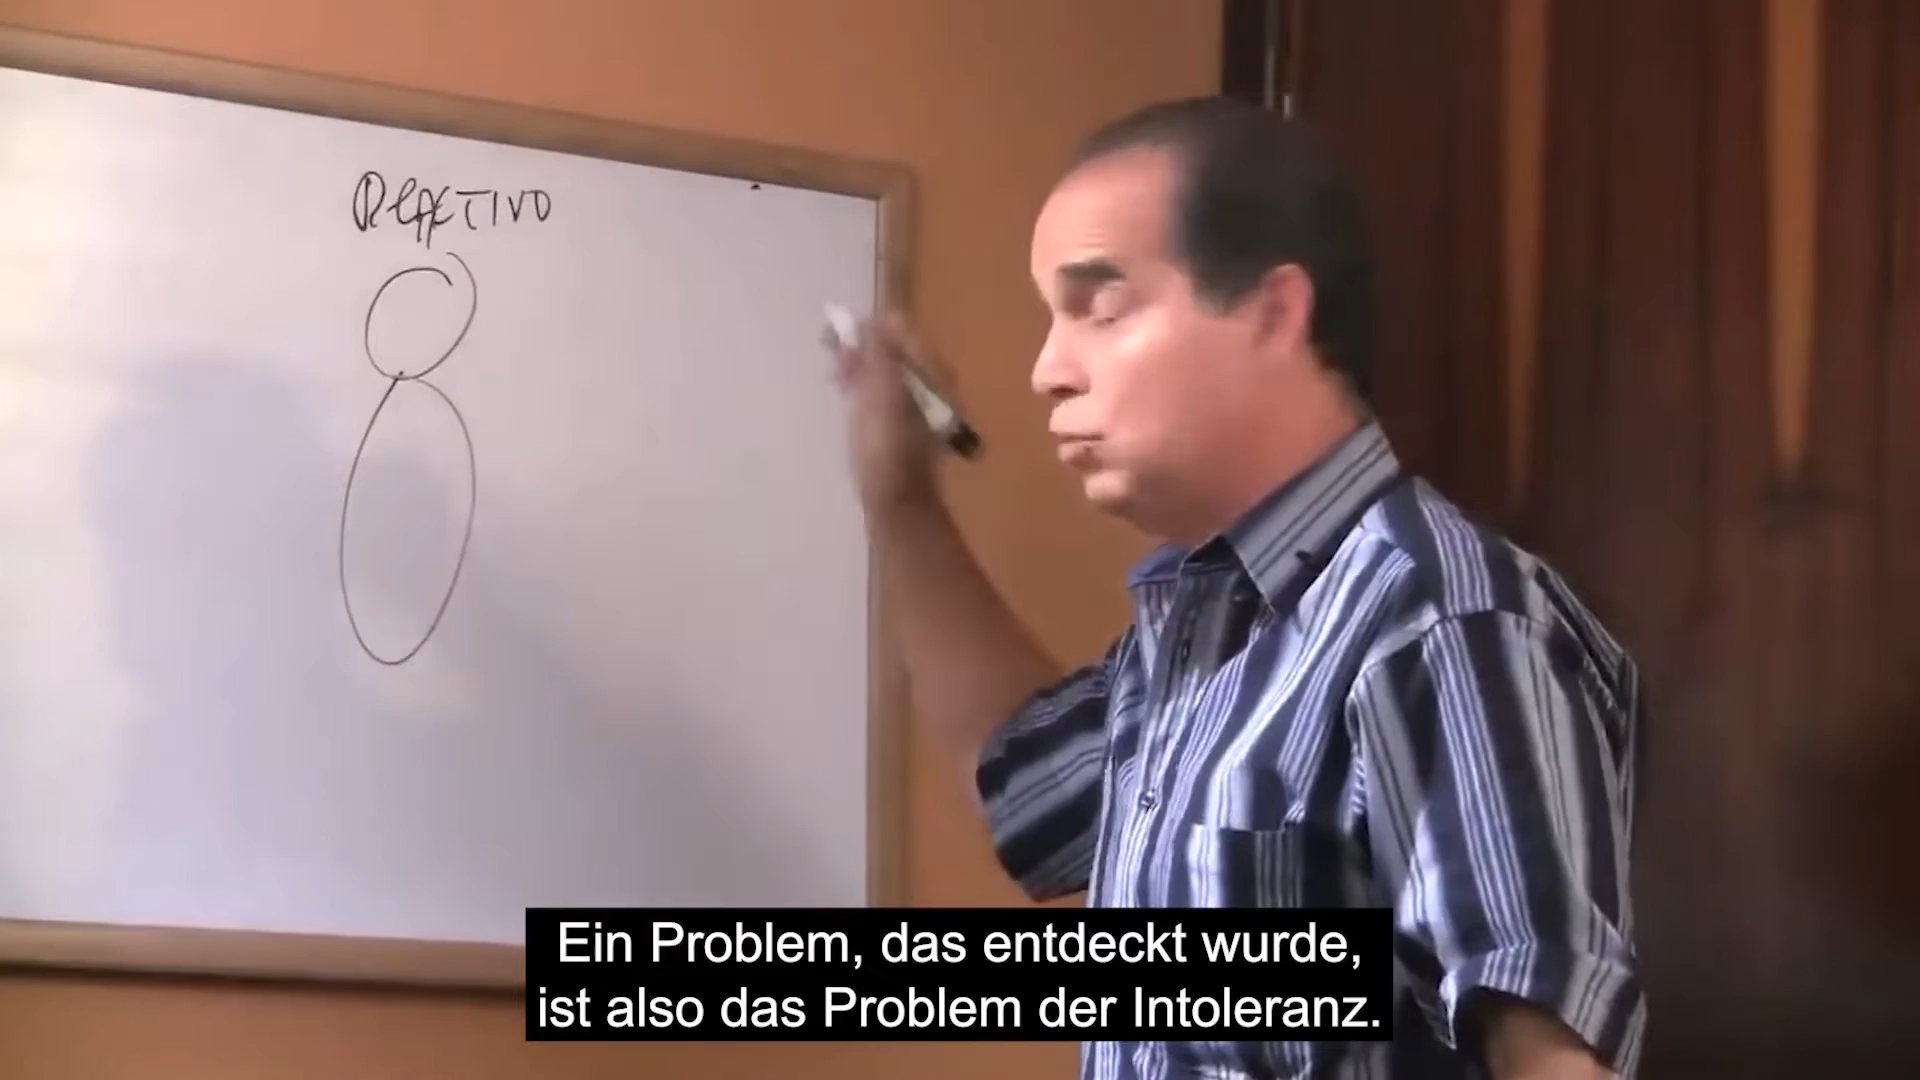 REACTIVO
Ein Problem, das entdeckt wurde,
ist also das Problem der Intoleranz.